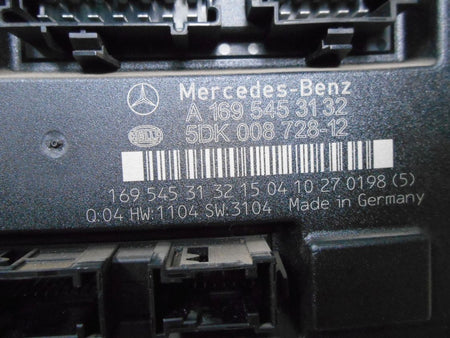 Mercedes-Benz
A 169 545 31 32
HELLA
5DK 008 728-12
169 545 31 32 15 04 10 27 0198 (5)
Q:04 HW:1104 SW:3104 Made in Germany